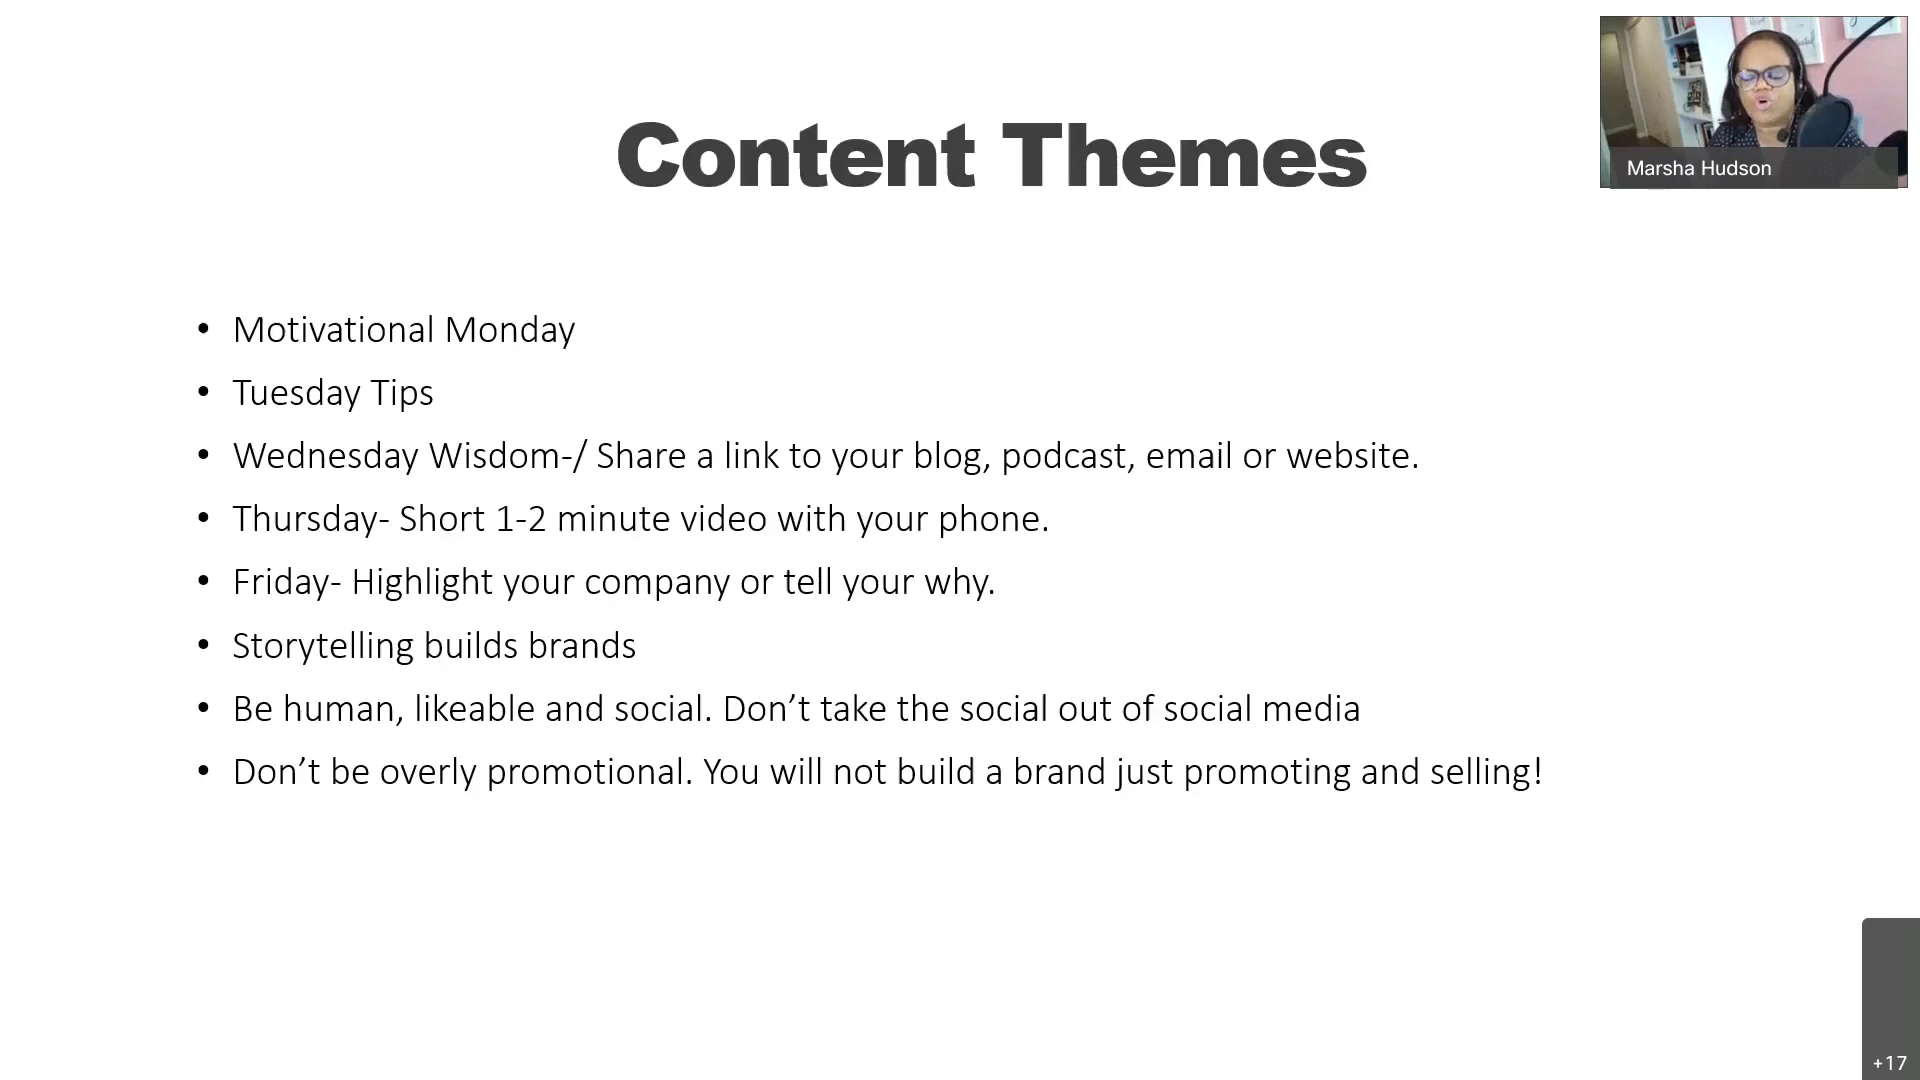 Content Themes
Marsha Hudson
• Motivational Monday
• Tuesday Tips
• Wednesday Wisdom-/ Share a link to your blog, podcast, email or website.
• Thursday- Short 1-2 minute video with your phone.
• Friday- Highlight your company or tell your why.
• Storytelling builds brands
• Be human, likeable and social. Don’t take the social out of social media
• Don’t be overly promotional. You will not build a brand just promoting and selling!
+17